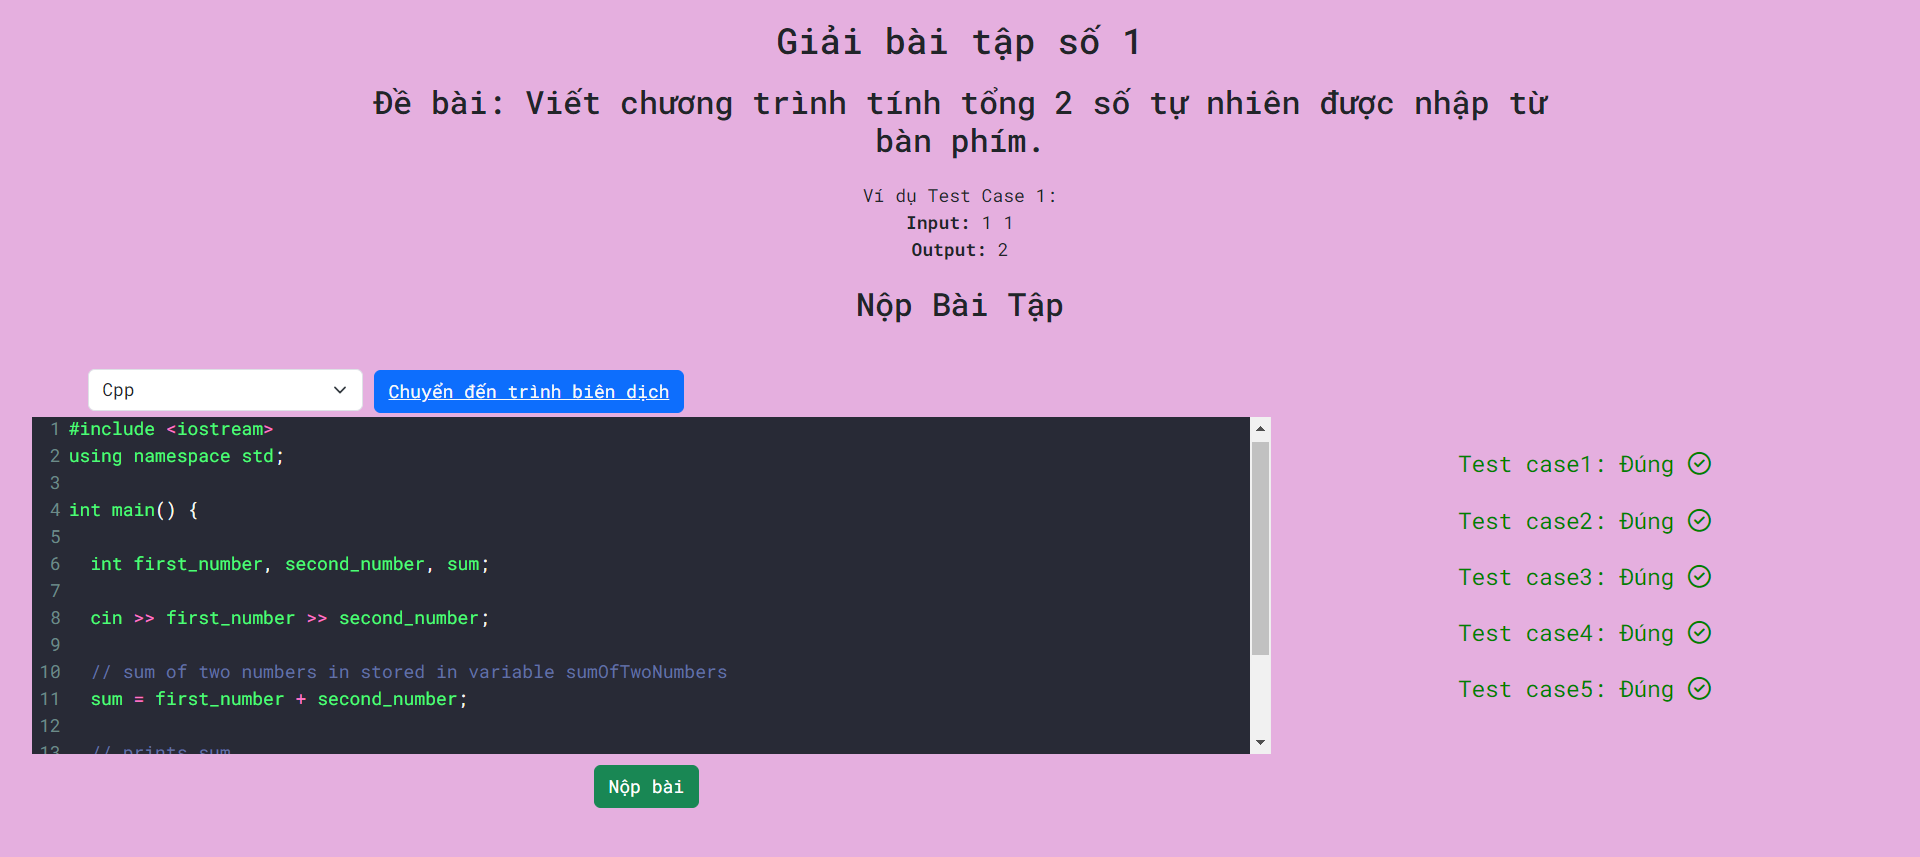 Giải bài tập số 1
Đề bài: Viết chương trình tính tổng 2 số tự nhiên được nhập từ
bàn phím.
Ví dụ Test Case 1:
Input: 1 1
Output: 2
Nộp Bài Tập
Cpp
Chuyển đến trình biên dịch
1 #include <iostream>
2 using namespace std;
3
4 int main() {
5
6   int first_number, second_number, sum;
7
8   cin >> first_number >> second_number;
9
10   // sum of two numbers in stored in variable sumOfTwoNumbers
11   sum = first_number + second_number;
12
13   // prints sum
Nộp bài
Test case1: Đúng
Test case2: Đúng
Test case3: Đúng
Test case4: Đúng
Test case5: Đúng